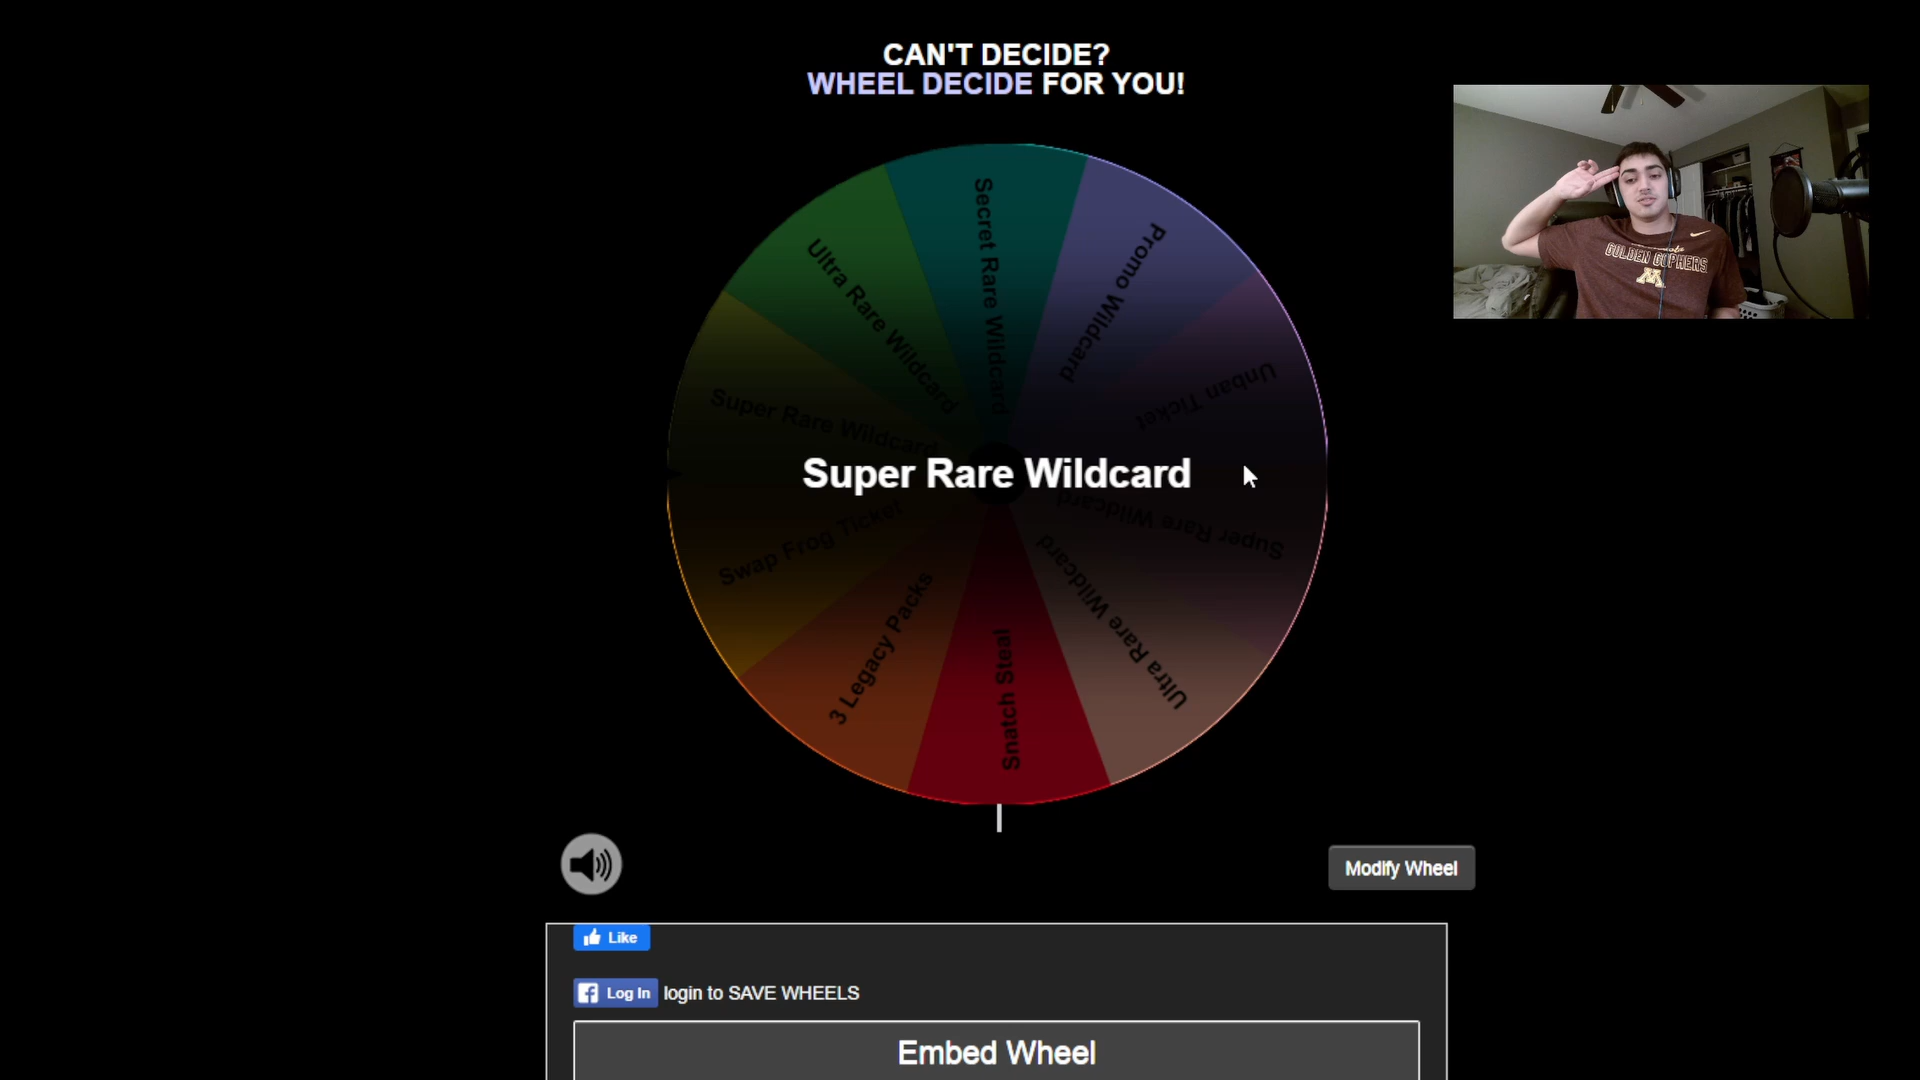 CAN'T DECIDE?
WHEEL DECIDE FOR YOU!
Secret Rare Wildcard
Promo Wildcard
Unban Ticket
Super Rare Wildcard
Ultra Rare Wildcard
Snatch Steal
3 Legacy Packs
Swap Frog Ticket
Super Rare Wildcard
Ultra Rare Wildcard
Super Rare Wildcard
GOLDEN GOPHERS
M
Modify Wheel
Like
Log In login to SAVE WHEELS
Embed Wheel